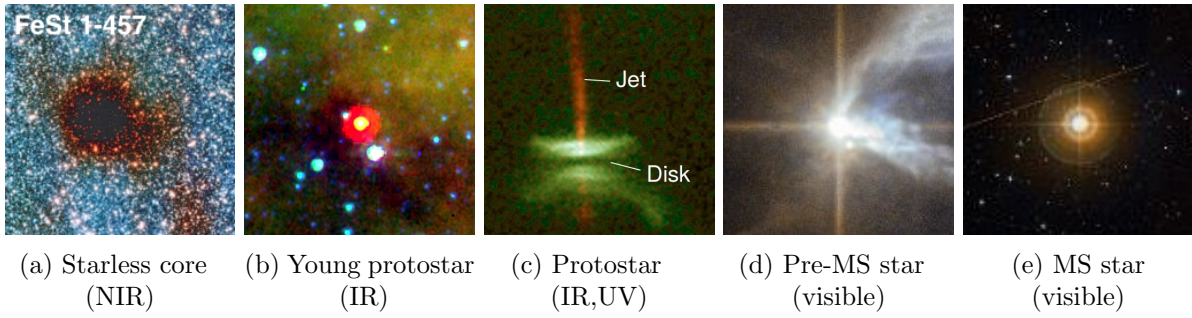 FeSt 1-457
Jet
Disk
(a) Starless core
(NIR)
(b) Young protostar
(IR)
(c) Protostar
(IR,UV)
(d) Pre-MS star
(visible)
(e) MS star
(visible)